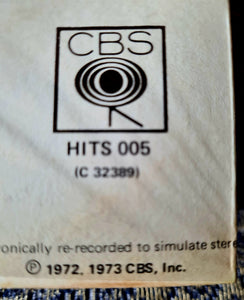 CBS
HITS 005
(C 32389)
onically re-recorded to simulate stere
Ⓟ 1972, 1973 CBS, Inc.